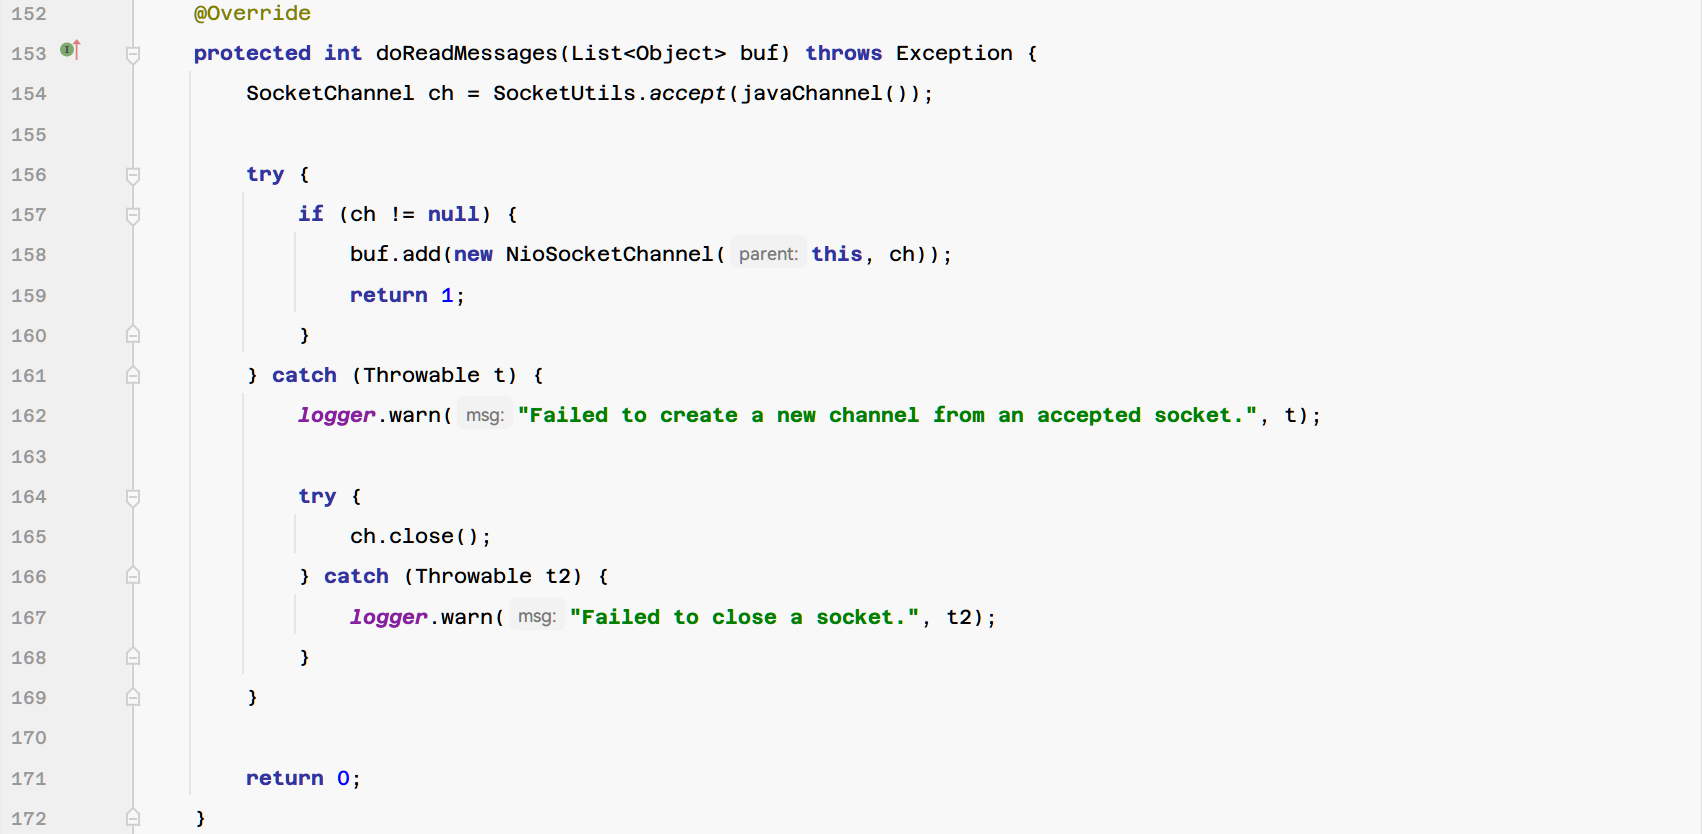 152 @Override
153 protected int doReadMessages(List<Object> buf) throws Exception {
154 SocketChannel ch = SocketUtils.accept(javaChannel());
155
156 try {
157 if (ch != null) {
158 buf.add(new NioSocketChannel( parent: this, ch));
159 return 1;
160 }
161 } catch (Throwable t) {
162 logger.warn( msg: "Failed to create a new channel from an accepted socket.", t);
163
164 try {
165 ch.close();
166 } catch (Throwable t2) {
167 logger.warn( msg: "Failed to close a socket.", t2);
168 }
169 }
170
171 return 0;
172 }